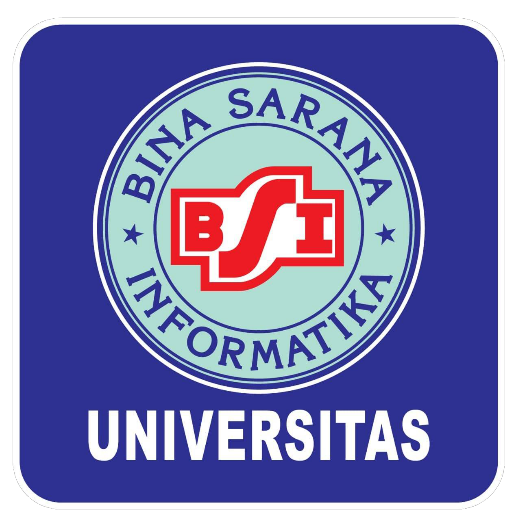 BINA SARANA
BSI
INFORMATIKA
UNIVERSITAS